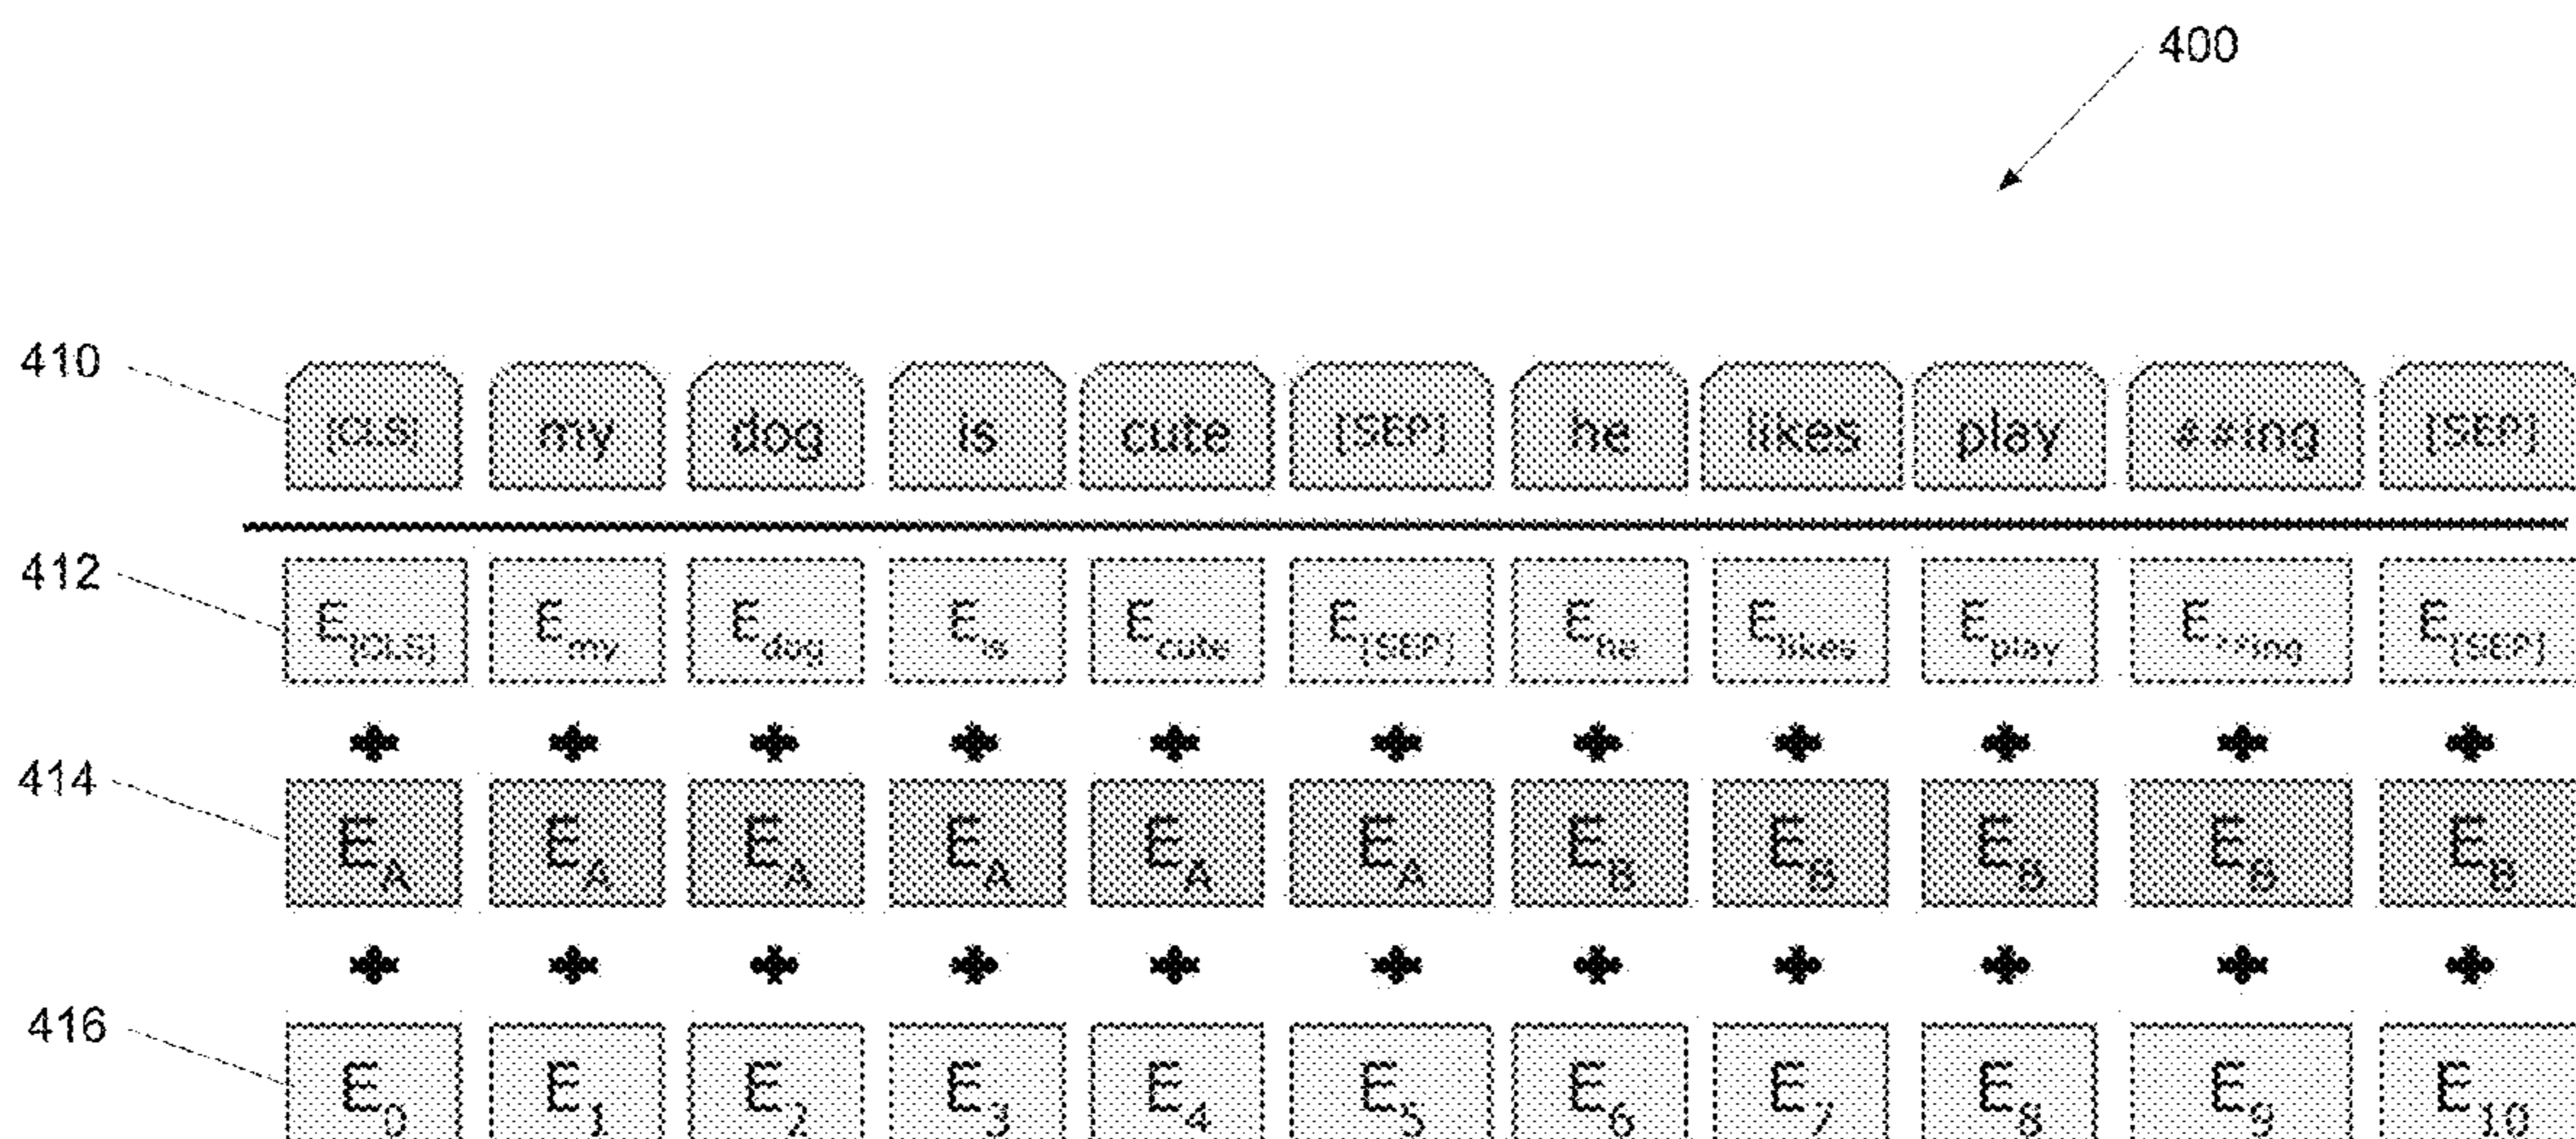 400
410 [CLS] my dog is cute [SEP] he likes play ##ing [SEP]
412 E[CLS] Emy Edog Eis Ecute E[SEP] Ehe Elikes Eplay E##ing E[SEP]
+ + + + + + + + + + +
414 EA EA EA EA EA EA EB EB EB EB EB
+ + + + + + + + + + +
416 E0 E1 E2 E3 E4 E5 E6 E7 E8 E9 E10